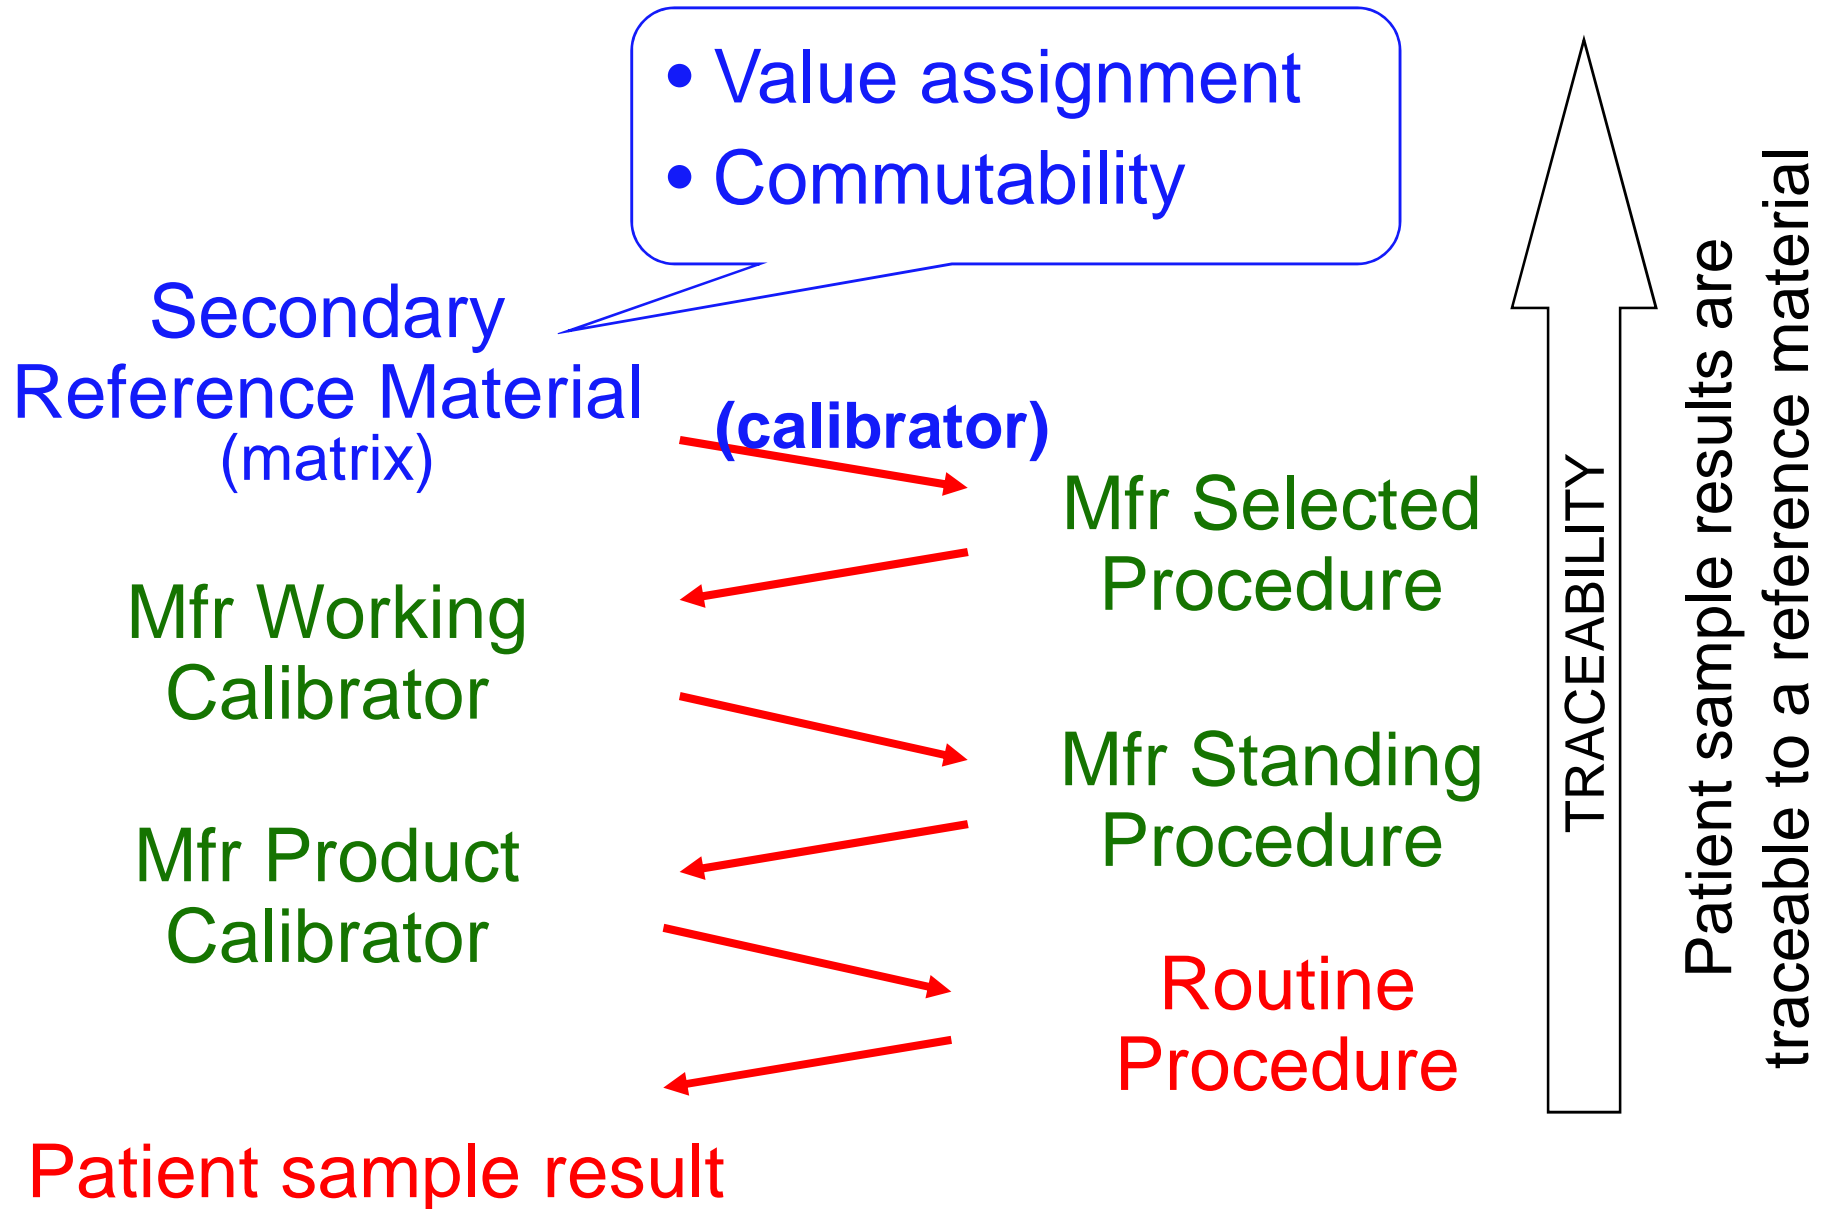 • Value assignment
• Commutability
Secondary
Reference Material
(matrix)
(calibrator)
Mfr Selected
Procedure
Mfr Working
Calibrator
Mfr Standing
Procedure
Mfr Product
Calibrator
Routine
Procedure
Patient sample result
TRACEABILITY
Patient sample results are
traceable to a reference material